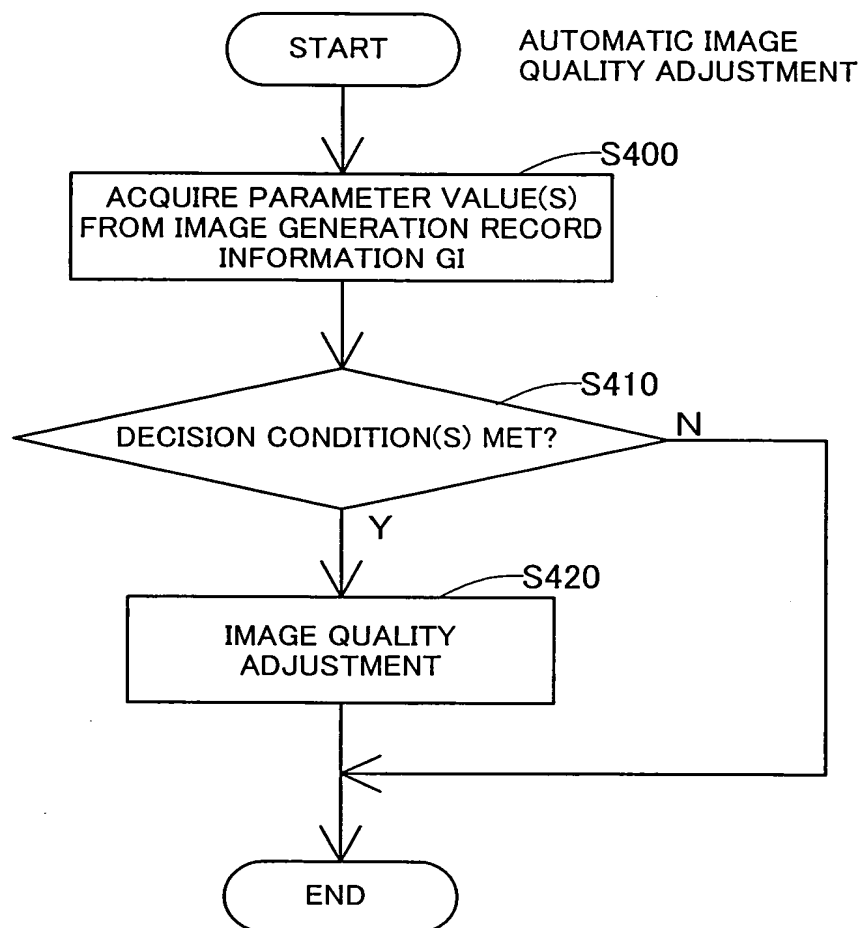 START
AUTOMATIC IMAGE
QUALITY ADJUSTMENT
S400
ACQUIRE PARAMETER VALUE(S)
FROM IMAGE GENERATION RECORD
INFORMATION GI
S410
DECISION CONDITION(S) MET?
N
Y
S420
IMAGE QUALITY
ADJUSTMENT
END